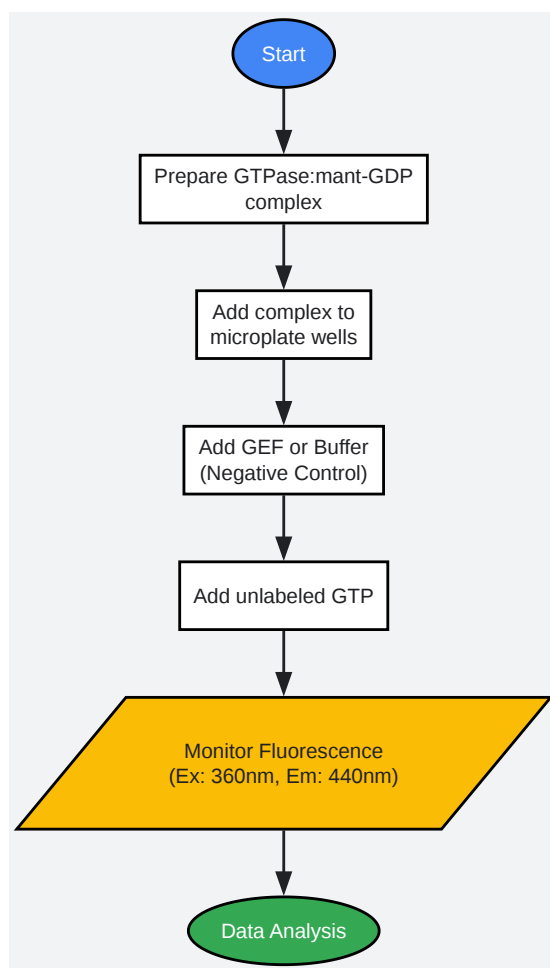 Start
Prepare GTPase:mant-GDP
complex
Add complex to
microplate wells
Add GEF or Buffer
(Negative Control)
Add unlabeled GTP
Monitor Fluorescence
(Ex: 360nm, Em: 440nm)
Data Analysis